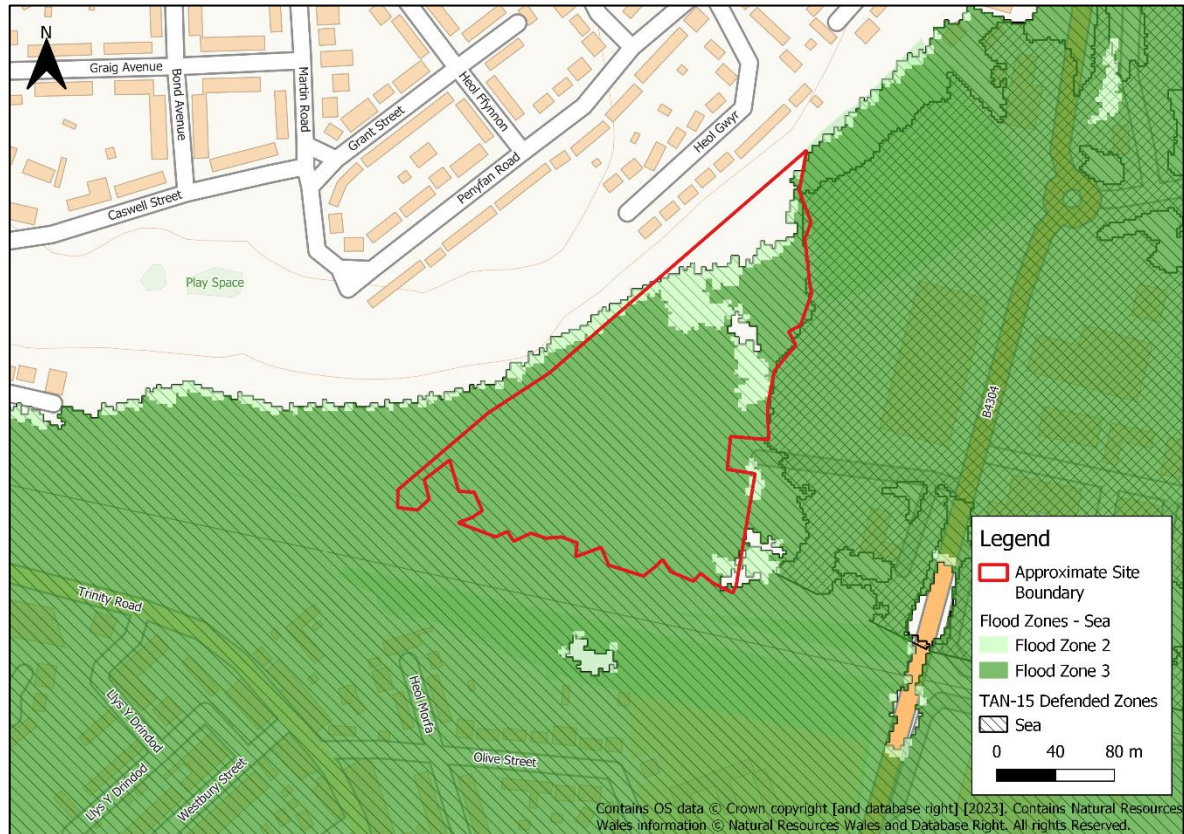 N
Graig Avenue
Bond Avenue
Martin Road
Grant Street
Heol Ffynnon
Penyfan Road
Heol Gwyr
Caswell Street
Play Space
B4304
Trinity Road
Llys Y Drindod
Llys Y Drindod
Westbury Street
Heol Morfa
Olive Street
Legend
Approximate Site
Boundary
Flood Zones - Sea
Flood Zone 2
Flood Zone 3
TAN-15 Defended Zones
Sea
0 40 80 m
Contains OS data © Crown copyright [and database right] [2023]. Contains Natural Resources
Wales information © Natural Resources Wales and Database Right. All rights Reserved.